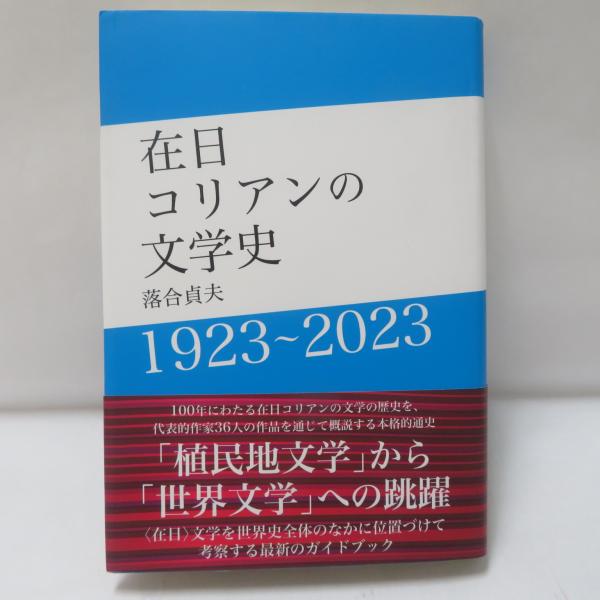 在日
コリアンの
文学史
落合貞夫
1923~2023
100年にわたる在日コリアンの文学の歴史を、
代表的作家36人の作品を通じて概説する本格的通史
「植民地文学」から
「世界文学」への跳躍
〈在日〉文学を世界史全体のなかに位置づけて
考察する最新のガイドブック